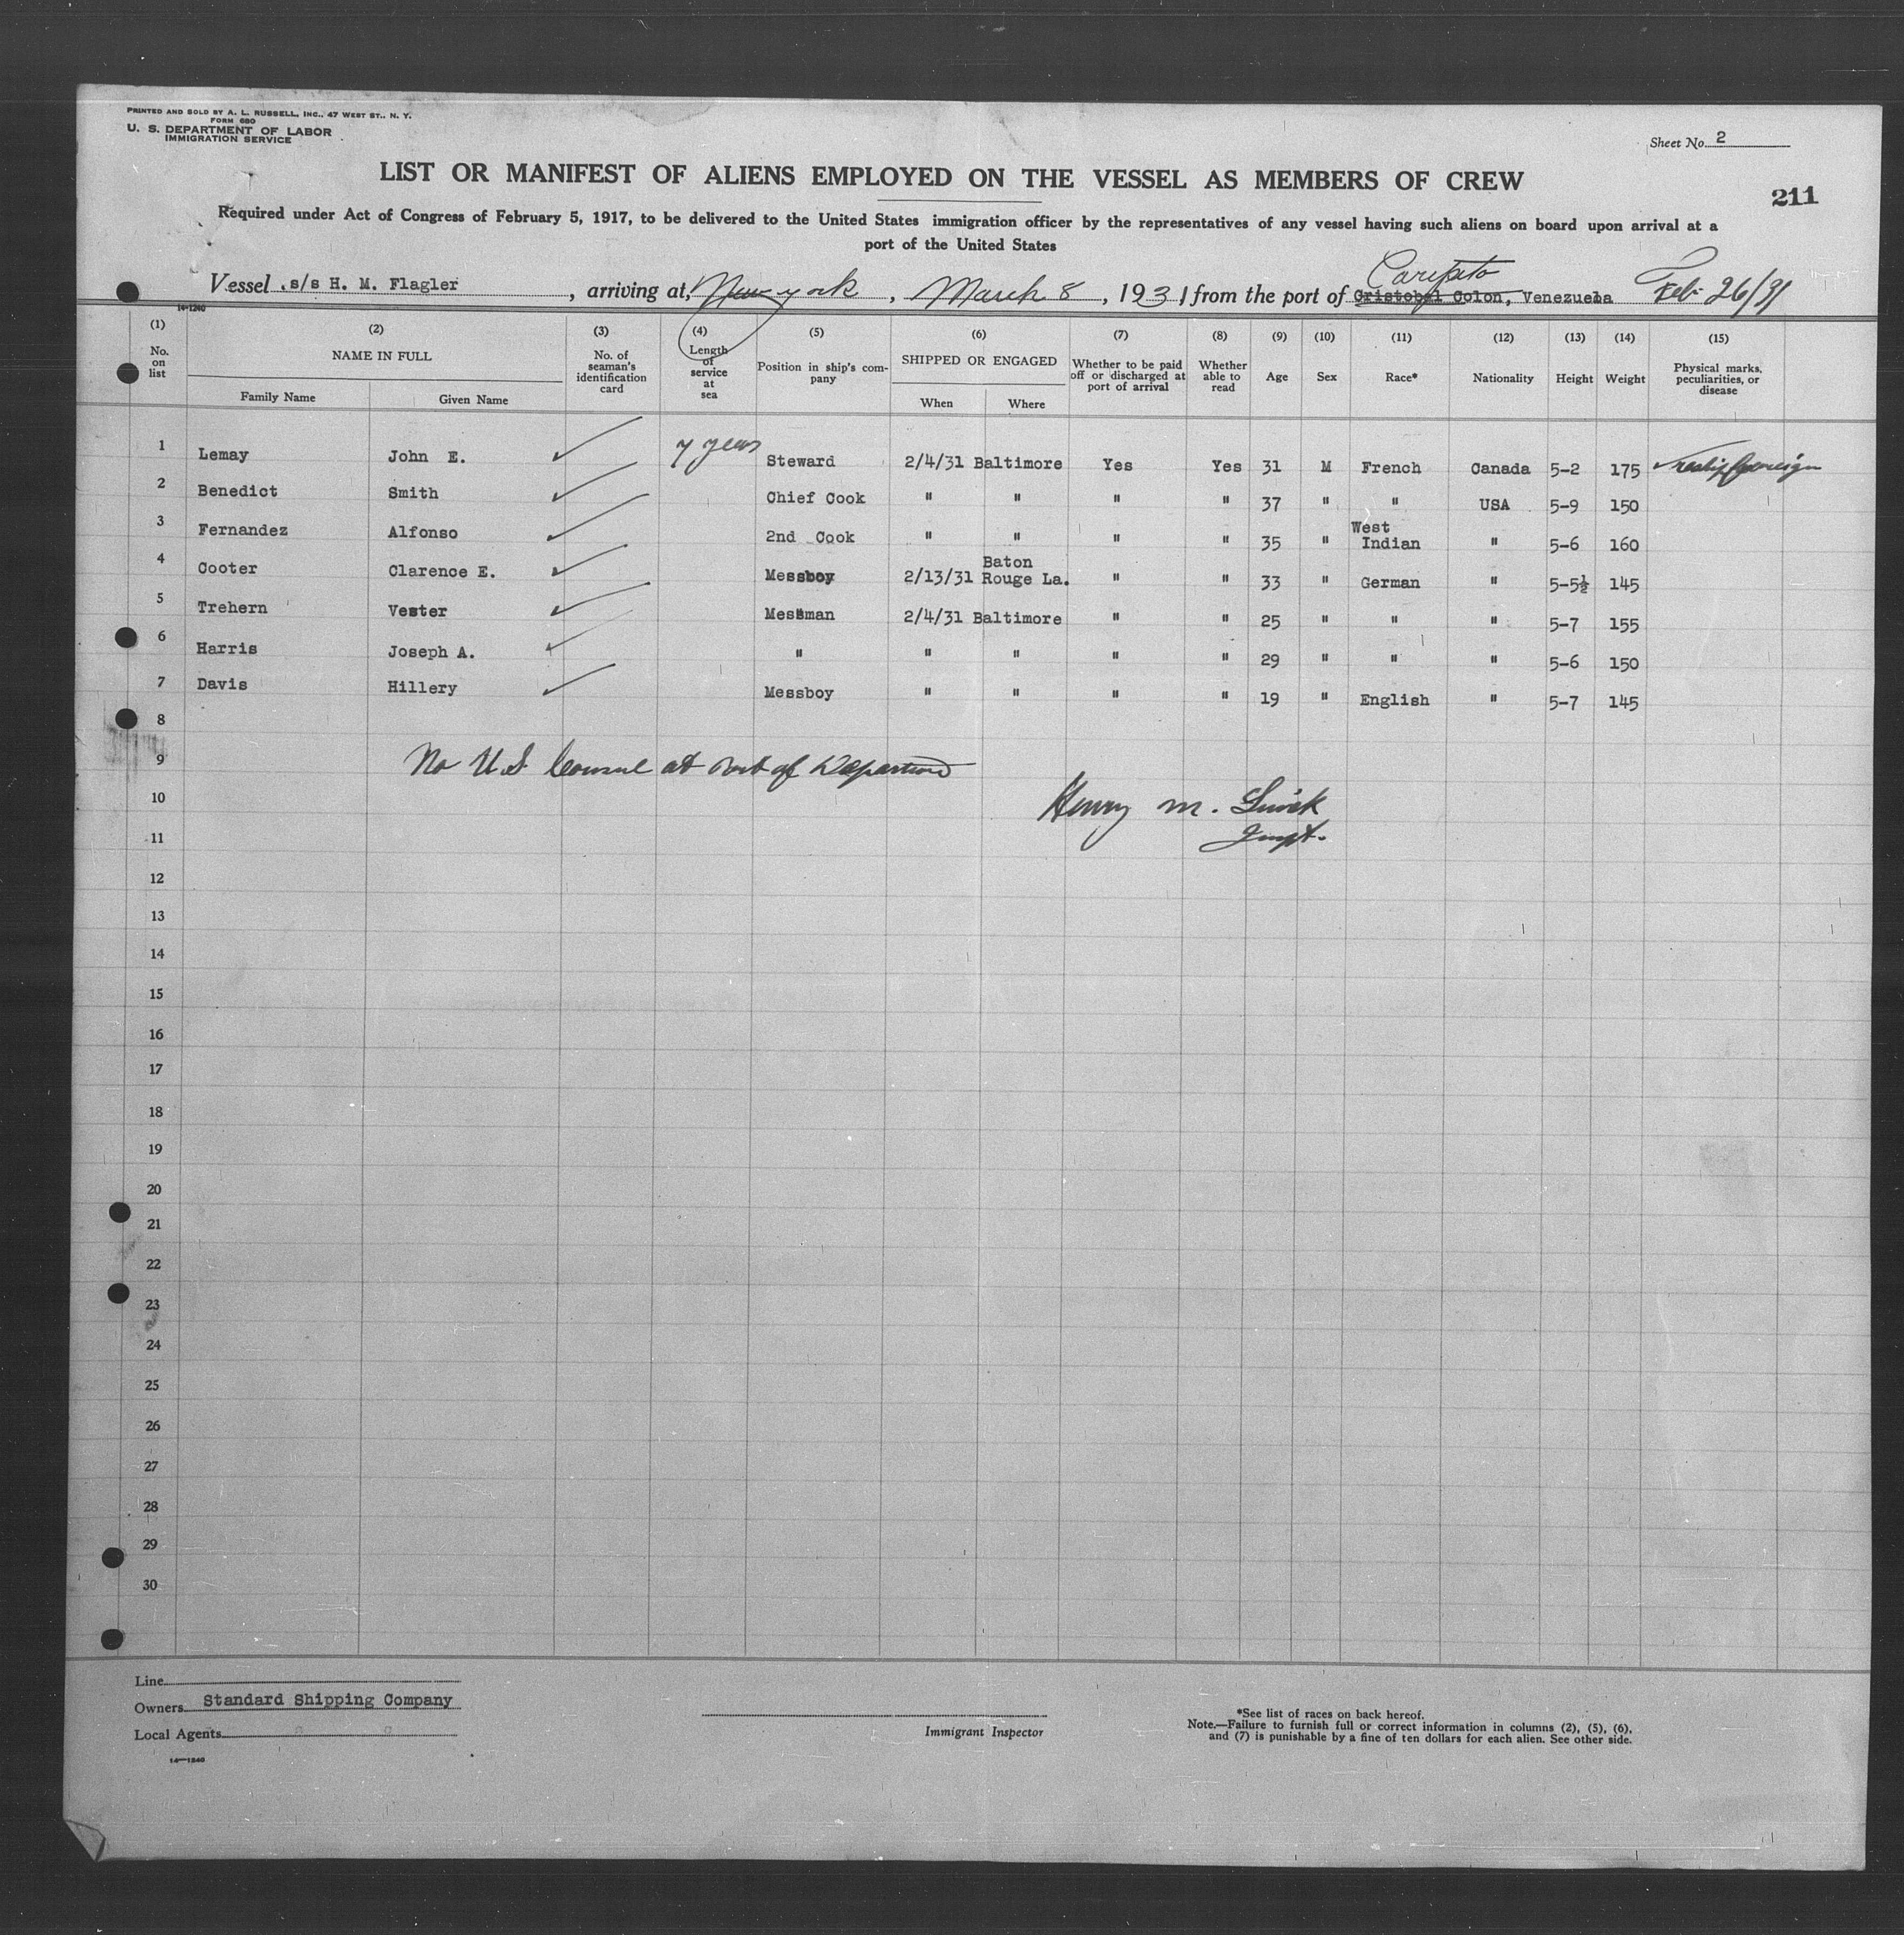 PRINTED AND SOLD BY A. L. RUSSELL, INC., 47 WEST ST., N. Y.
FORM 680
U. S. DEPARTMENT OF LABOR
IMMIGRATION SERVICE
Sheet No. 2
LIST OR MANIFEST OF ALIENS EMPLOYED ON THE VESSEL AS MEMBERS OF CREW
211
Required under Act of Congress of February 5, 1917, to be delivered to the United States immigration officer by the representatives of any vessel having such aliens on board upon arrival at a
port of the United States
Caripito
Vessel s/s H. M. Flagler, arriving at New york, March 8, 1931 from the port of Cristobal Colon, Venezuela Feb 26/31
14-1240
(1) (2) (3) (4) (5) (6) (7) (8) (9) (10) (11) (12) (13) (14) (15)
No. on list NAME IN FULL Family Name Given Name No. of seaman's identification card Length of service at sea Position in ship's company SHIPPED OR ENGAGED When Where Whether to be paid off or discharged at port of arrival Whether able to read Age Sex Race* Nationality Height Weight Physical marks, peculiarities, or disease
1 Lemay John E. 7 years Steward 2/4/31 Baltimore Yes Yes 31 M French Canada 5-2 175
2 Benedict Smith Chief Cook " " " " 37 " " USA 5-9 150
3 Fernandez Alfonso 2nd Cook " " " " 35 " West Indian " 5-6 160
4 Cooter Clarence E. Messboy 2/13/31 Baton Rouge La. " " 33 " German " 5-5½ 145
5 Trehern Vester Messman 2/4/31 Baltimore " " 25 " " " 5-7 155
6 Harris Joseph A. " " " " " 29 " " " 5-6 150
7 Davis Hillery Messboy " " " " 19 " English " 5-7 145
8
9 No U.S. Consul at Port of Departure
10 Henry M.
11 Inspt.
12
13
14
15
16
17
18
19
20
21
22
23
24
25
26
27
28
29
30
Line
Owners Standard Shipping Company
Local Agents
14-1240
Immigrant Inspector
*See list of races on back hereof.
Note.—Failure to furnish full or correct information in columns (2), (5), (6),
and (7) is punishable by a fine of ten dollars for each alien. See other side.